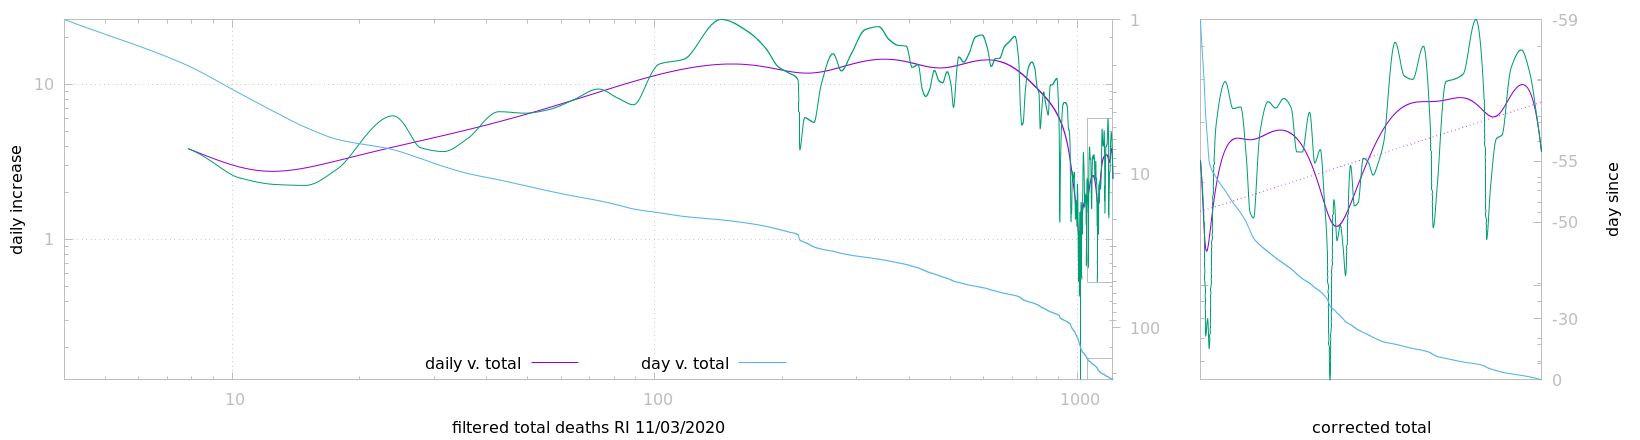 daily increase
10
1
1
10
100
daily v. total
day v. total
10
100
1000
filtered total deaths RI 11/03/2020
-59
-55
-50
-30
0
day since
corrected total